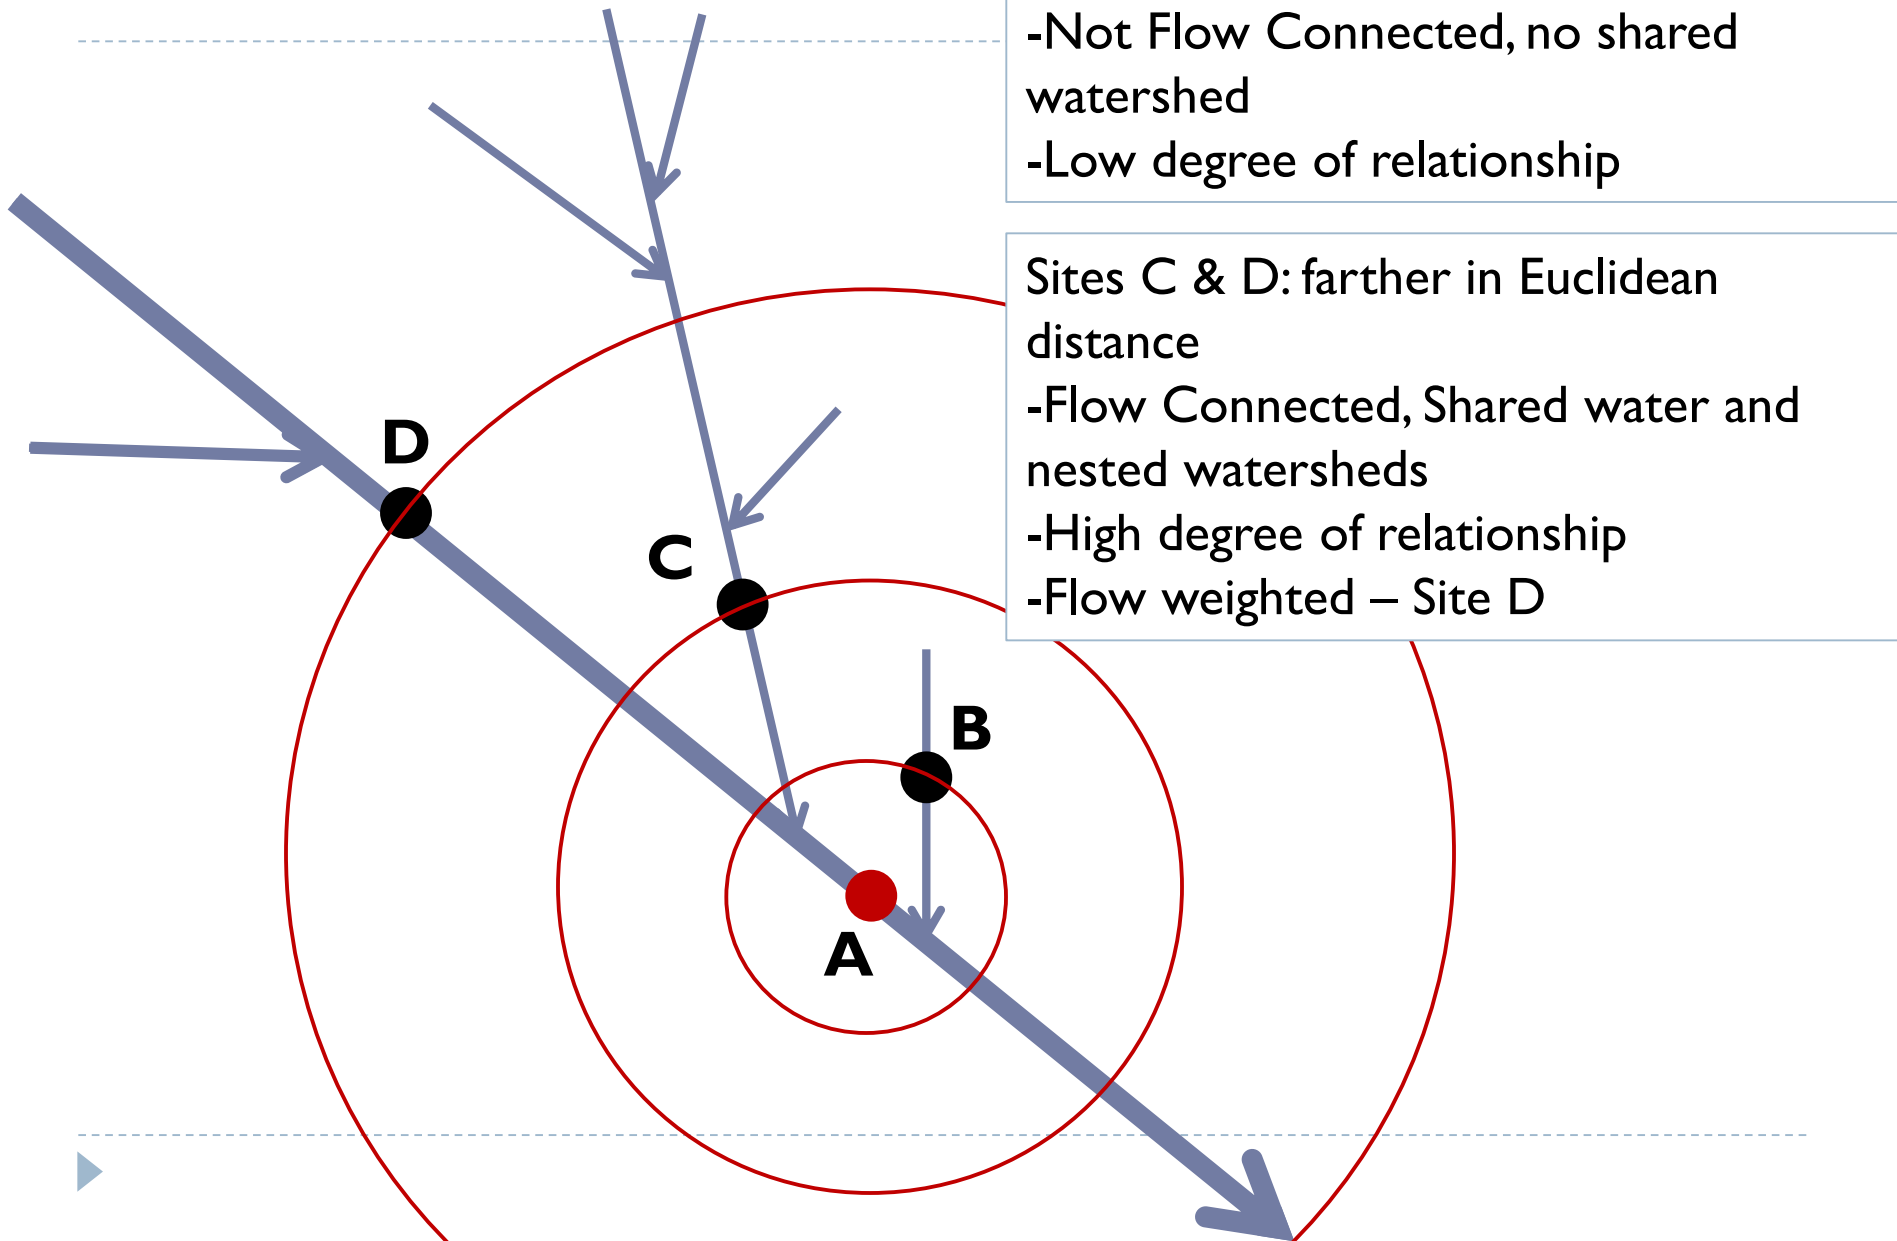 -Not Flow Connected, no shared
watershed
-Low degree of relationship
Sites C & D: farther in Euclidean
distance
-Flow Connected, Shared water and
nested watersheds
-High degree of relationship
-Flow weighted – Site D
D
C
B
A